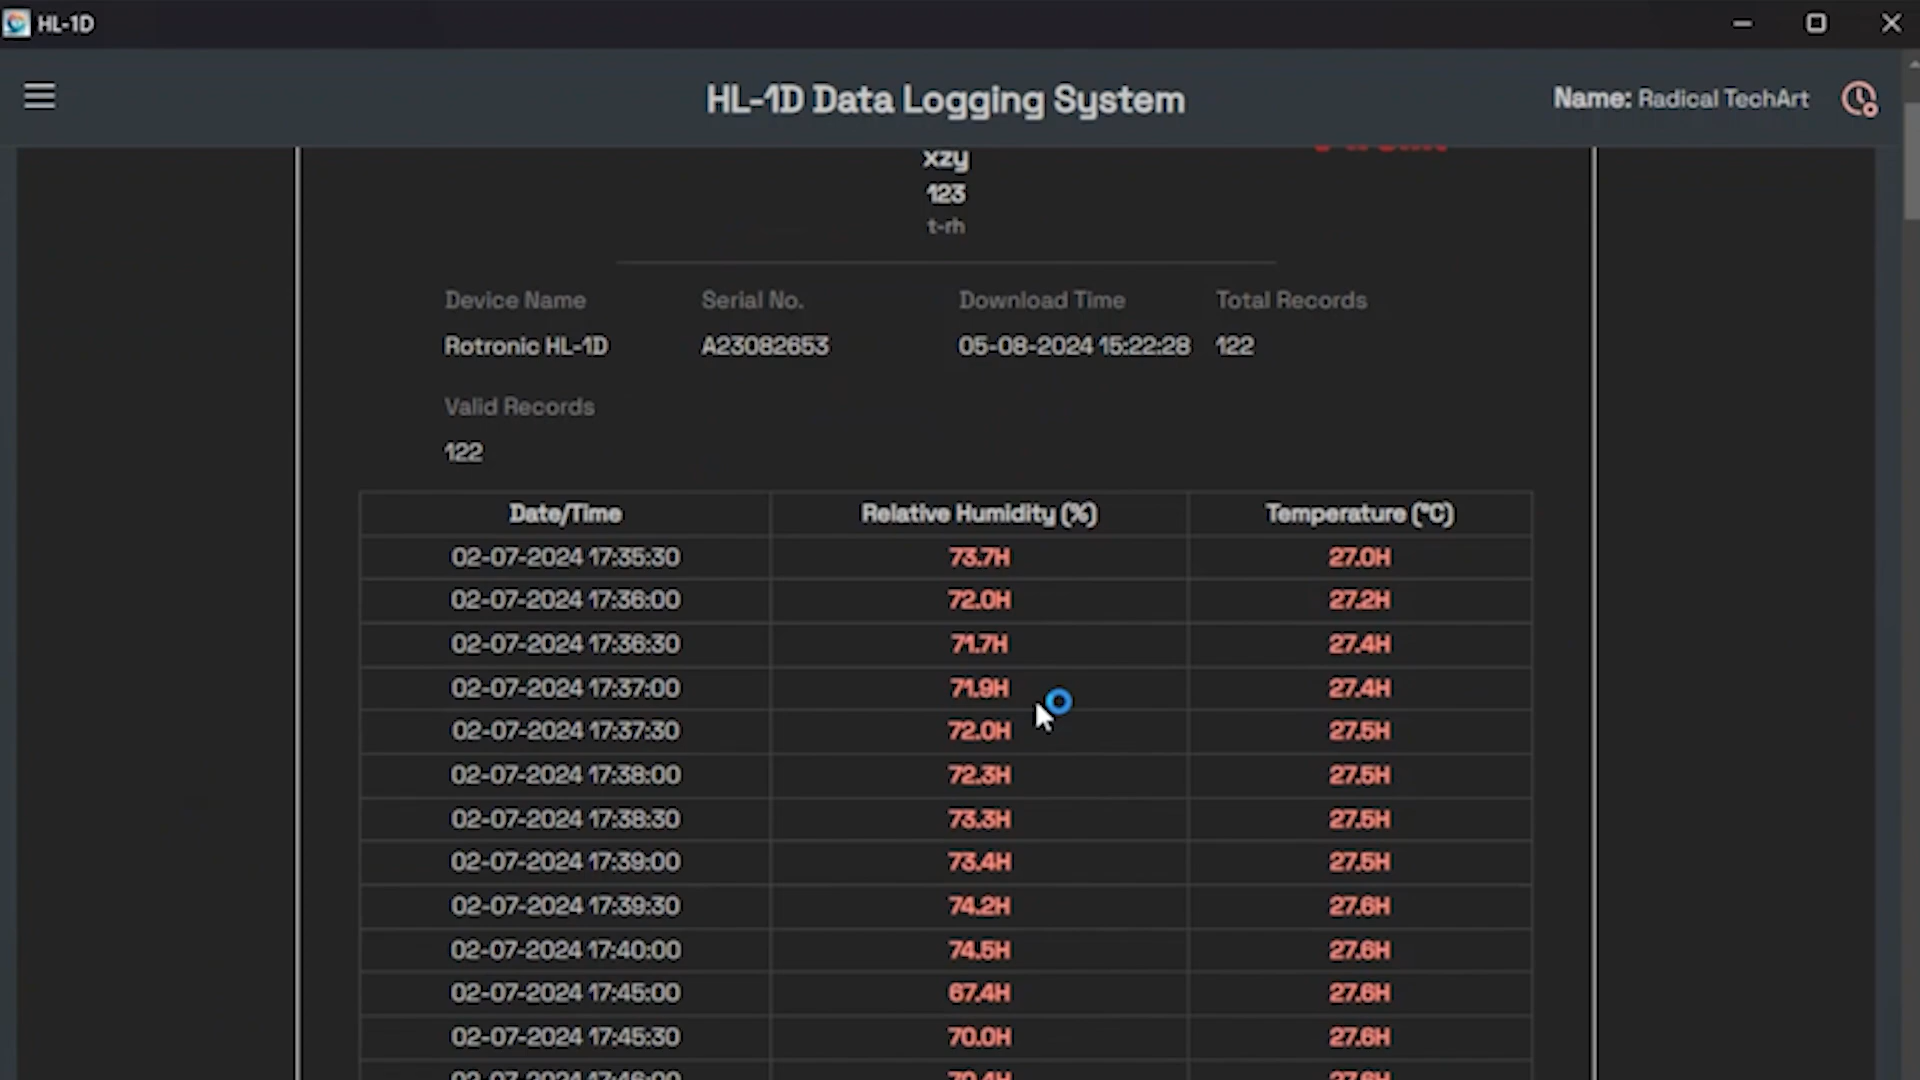 HL-1D
HL-1D Data Logging System
Name: Radical TechArt
xzy
123
t-rh
Device Name Serial No. Download Time Total Records
Rotronic HL-1D A23082653 05-08-2024 15:22:28 122
Valid Records
122
Date/Time Relative Humidity (%) Temperature (°C)
02-07-2024 17:35:30 73.7H 27.0H
02-07-2024 17:36:00 72.0H 27.2H
02-07-2024 17:36:30 71.7H 27.4H
02-07-2024 17:37:00 71.9H 27.4H
02-07-2024 17:37:30 72.0H 27.5H
02-07-2024 17:38:00 72.3H 27.5H
02-07-2024 17:38:30 73.3H 27.5H
02-07-2024 17:39:00 73.4H 27.5H
02-07-2024 17:39:30 74.2H 27.6H
02-07-2024 17:40:00 74.5H 27.6H
02-07-2024 17:45:00 67.4H 27.6H
02-07-2024 17:45:30 70.0H 27.6H
02-07-2024 17:46:00